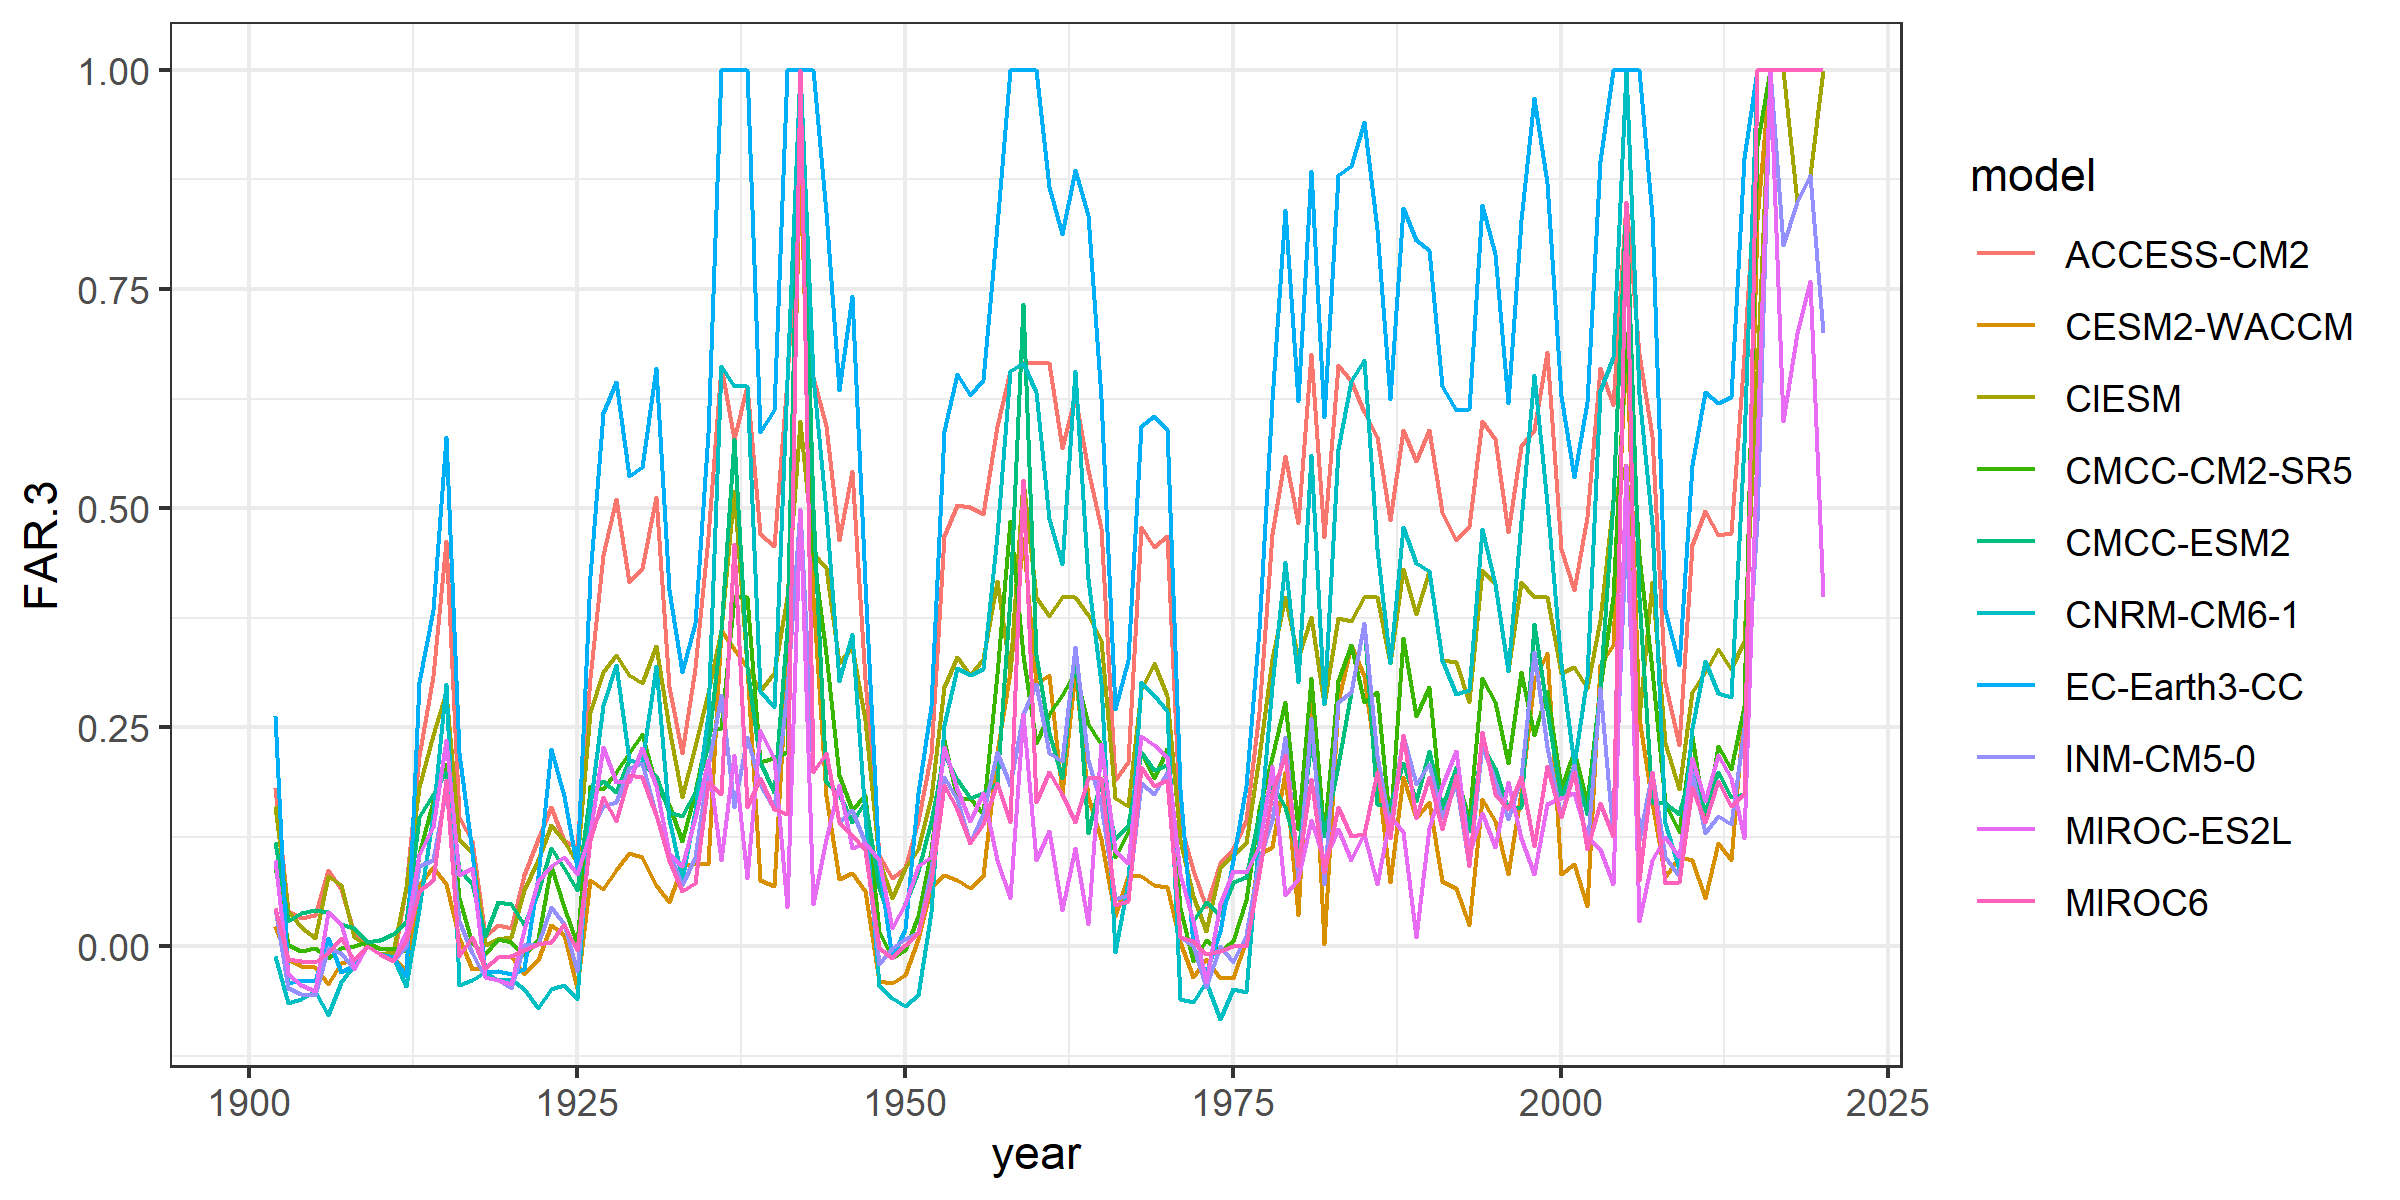 1.00
0.75
0.50
0.25
0.00
FAR.3
1900 1925 1950 1975 2000 2025
year
model
ACCESS-CM2
CESM2-WACCM
CIESM
CMCC-CM2-SR5
CMCC-ESM2
CNRM-CM6-1
EC-Earth3-CC
INM-CM5-0
MIROC-ES2L
MIROC6